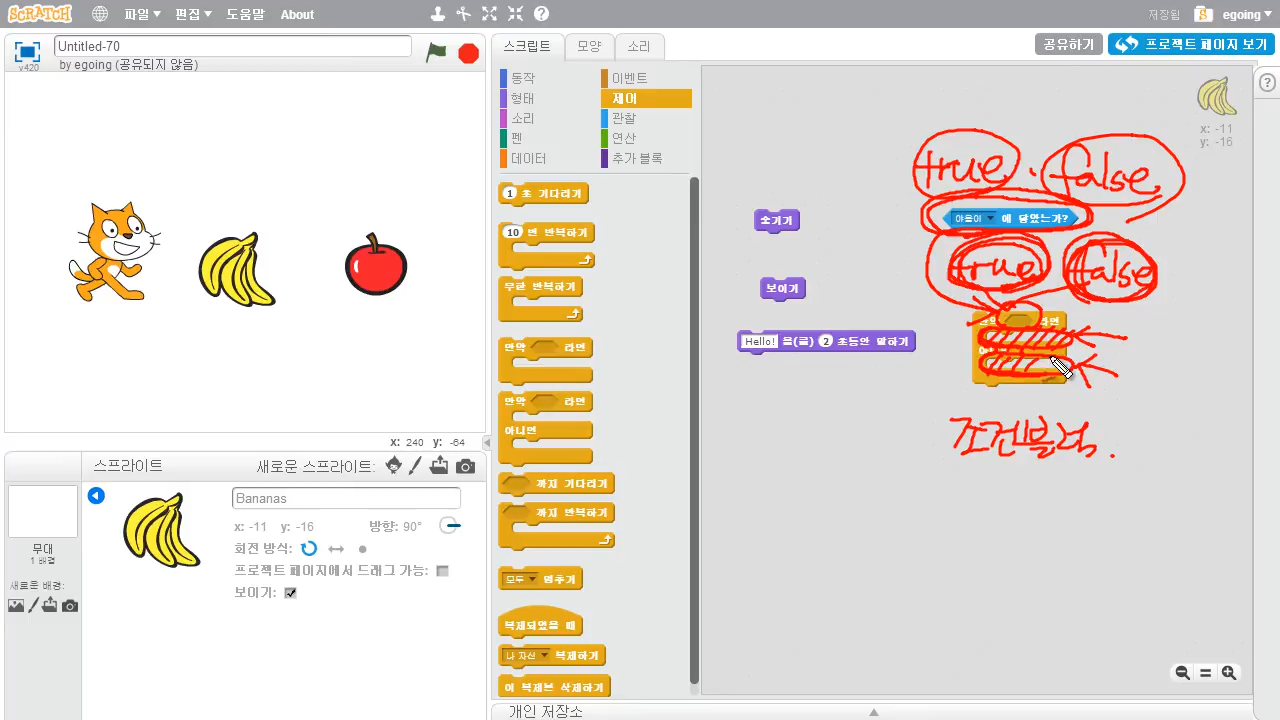 SCRATCH 파일▼ 편집▼ 도움말 About 저장됨 egoing▼
v420 Untitled-70
by egoing (공유되지 않음)
스크립트 모양 소리 공유하기 프로젝트 페이지 보기
동작 이벤트
형태 제어
소리 관찰
펜 연산
데이터 추가 블록
1 초 기다리기
10 번 반복하기
무한 반복하기
만약 라면
만약 라면
아니면
까지 기다리기
까지 반복하기
모두 멈추기
복제되었을 때
나 자신 복제하기
이 복제본 삭제하기
x: -11
y: -16
true . false
숨기기
에 닿았는가?
true false
보이기
만약 라면
Hello! 을(를) 2 초동안 말하기
조건블럭.
x: 240 y: -64
스프라이트 새로운 스프라이트:
Bananas
x: -11 y: -16 방향: 90°
회전 방식:
프로젝트 페이지에서 드래그 가능:
보이기:
무대
1 배경
새로운 배경:
개인 저장소